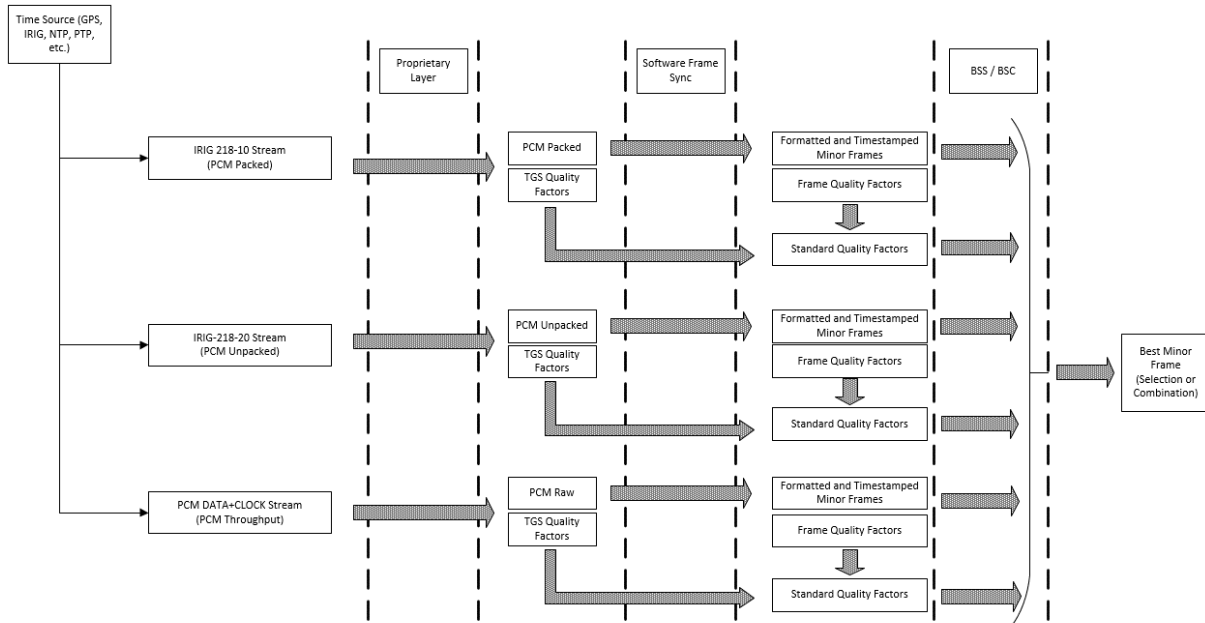 Time Source (GPS,
IRIG, NTP, PTP,
etc.)
Proprietary
Layer
Software Frame
Sync
BSS / BSC
IRIG 218-10 Stream
(PCM Packed)
PCM Packed
TGS Quality
Factors
Formatted and Timestamped
Minor Frames
Frame Quality Factors
Standard Quality Factors
IRIG-218-20 Stream
(PCM Unpacked)
PCM Unpacked
TGS Quality
Factors
Formatted and Timestamped
Minor Frames
Frame Quality Factors
Standard Quality Factors
Best Minor
Frame
(Selection or
Combination)
PCM DATA+CLOCK Stream
(PCM Throughput)
PCM Raw
TGS Quality
Factors
Formatted and Timestamped
Minor Frames
Frame Quality Factors
Standard Quality Factors